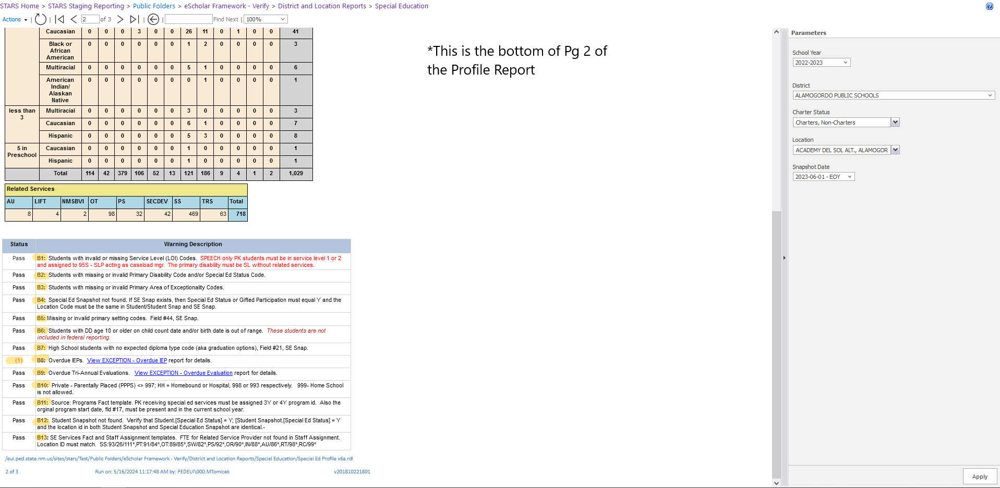 STARS Home > STARS Staging Reporting > Public Folders > eScholar Framework - Verify > District and Location Reports > Special Education
Actions | | 2 of 3 | | Find Next | 100%
Caucasian 0 0 0 3 0 0 26 11 0 1 0 0 41
Black or
African
American 0 0 0 0 0 0 1 2 0 0 0 0 3
Multiracial 0 0 0 0 0 0 5 1 0 0 0 0 6
American
Indian/
Alaskan
Native 0 0 0 0 0 0 0 1 0 0 0 0 1
less than
3
Multiracial 0 0 0 0 0 0 3 0 0 0 0 0 3
Caucasian 0 0 0 0 0 0 6 1 0 0 0 0 7
Hispanic 0 0 0 0 0 0 5 3 0 0 0 0 8
5 in
Preschool
Caucasian 0 0 0 0 0 0 1 0 0 0 0 0 1
Hispanic 0 0 0 0 0 0 1 0 0 0 0 0 1
Total 114 42 379 106 52 13 121 186 9 4 1 2 1,029
Related Services
AU LIFT NMSBVI OT PS SECDEV SS TRS Total
8 4 2 98 32 42 469 63 718
Status Warning Description
Pass B1: Students with invalid or missing Service Level (LOI) Codes. SPEECH only PK students must be in service level 1 or 2
and assigned to 95S - SLP acting as caseload mgr. The primary disability must be SL without related services.
Pass B2: Students with missing or invalid Primary Disability Code and/or Special Ed Status Code.
Pass B3: Students with missing or invalid Primary Area of Exceptionality Codes.
Pass B4: Special Ed Snapshot not found. If SE Snap exists, then Special Ed Status or Gifted Participation must equal Y and the
Location Code must be the same in Student/Student Snap and SE Snap.
Pass B5: Missing or invalid primary setting codes. Field #44, SE Snap.
Pass B6: Students with DD age 10 or older on child count date and/or birth date is out of range. These students are not
included in federal reporting.
Pass B7: High School students with no expected diploma type code (aka graduation options), Field #21, SE Snap.
(1) B8: Overdue IEPs. View EXCEPTION - Overdue IEP report for details.
Pass B9: Overdue Tri-Annual Evaluations. View EXCEPTION - Overdue Evaluation report for details.
Pass B10: Private - Parentally Placed (PPPS) <> 997; HH = Homebound or Hospital, 998 or 993 respectively. 999- Home School
is not allowed.
Pass B11: Source: Programs Fact template. PK receiving special ed services must be assigned 3Y or 4Y program id. Also the
orginal program start date, fld #17, must be present and in the current school year.
Pass B12: Student Snapshot not found. Verify that Student.[Special Ed Status] = Y; [Student Snapshot.[Special Ed Status] = Y
and the location id in both Student Snapshot and Special Education Snapshot are identical.-
Pass B13: SE Services Fact and Staff Assignment templates. FTE for Related Service Provider not found in Staff Assignment.
Location ID must match. SS:93/26/111*,PT:91/84*,OT:89/85*,SW/82*,PS/92*,OR/90*,IN/88*,AU/86*,RT/98*,RC/99*
/eui.ped.state.nm.us/sites/stars/Test/Public Folders/eScholar Framework - Verify/District and Location Reports/Special Education/Special Ed Profile v6a.rdl
2 of 3 Run on: 5/16/2024 11:17:48 AM by: PEDEUI\000.MTomicek v201810221801
*This is the bottom of Pg 2 of
the Profile Report
Parameters
School Year
2022-2023
District
ALAMOGORDO PUBLIC SCHOOLS
Charter Status
Charters, Non-Charters
Location
ACADEMY DEL SOL ALT., ALAMOGOR
Snapshot Date
2023-06-01 - EOY
Apply